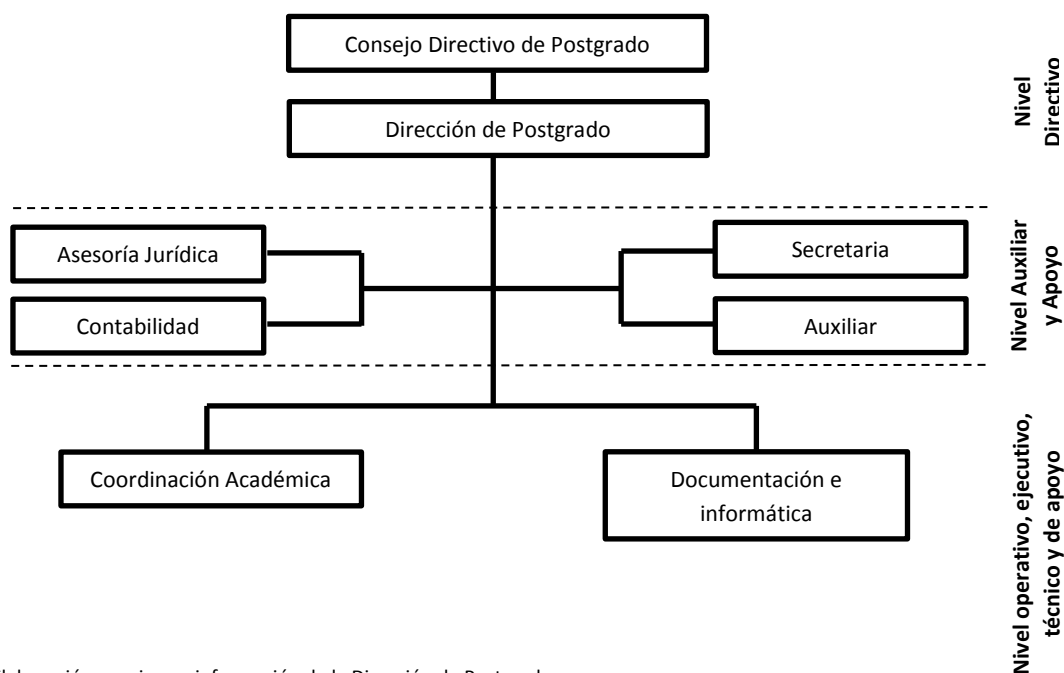 Consejo Directivo de Postgrado
Dirección de Postgrado
Nivel
Directivo
Asesoría Jurídica
Contabilidad
Secretaria
Auxiliar
Nivel Auxiliar
y Apoyo
Coordinación Académica
Documentación e
informática
Nivel operativo, ejecutivo,
técnico y de apoyo